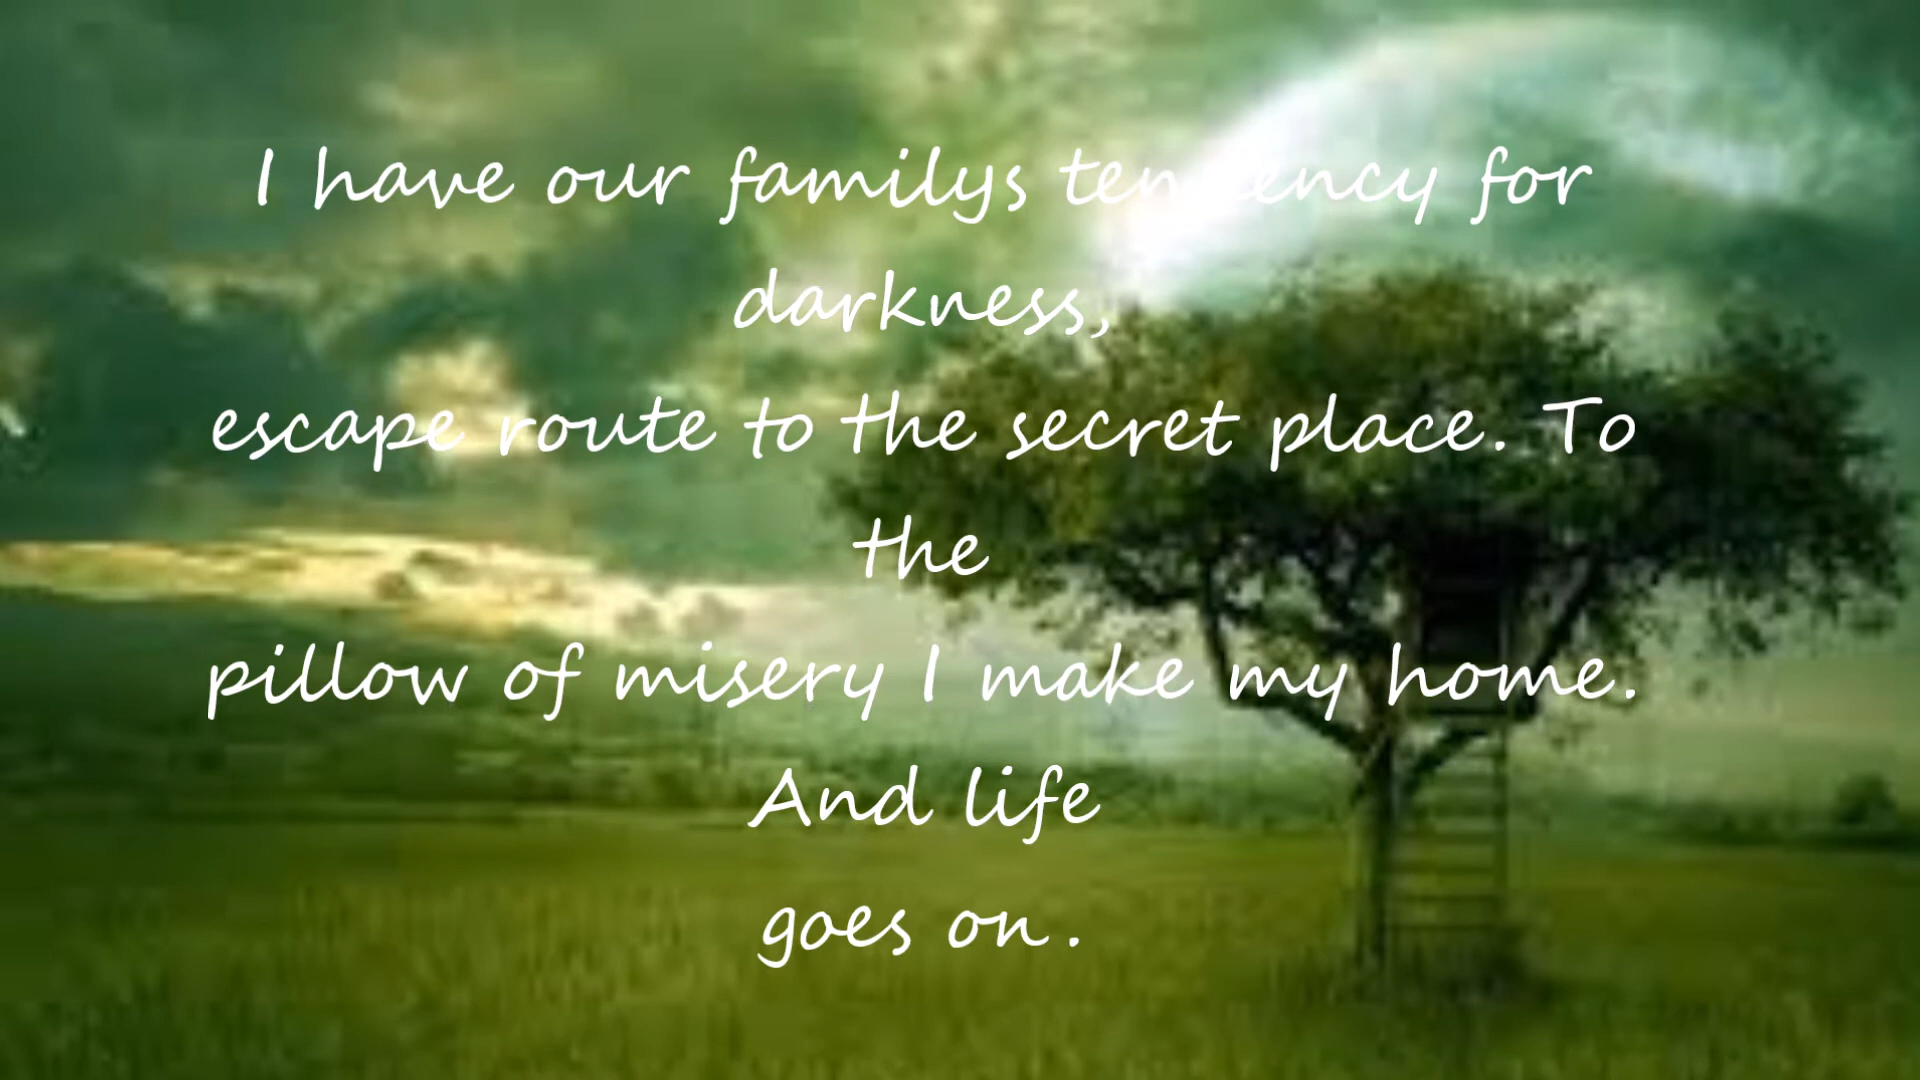 I have our familys tendency for
darkness,
escape route to the secret place. To
the
pillow of misery I make my home.
And life
goes on.